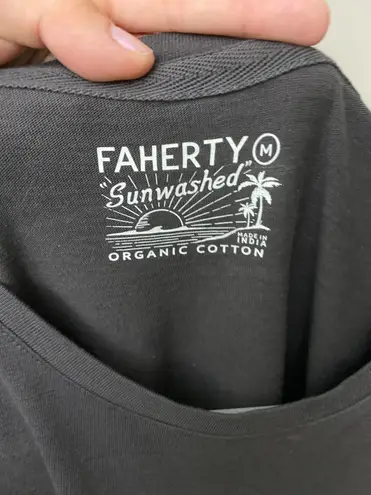 FAHERTY M
"Sunwashed"
MADE IN
INDIA
ORGANIC COTTON